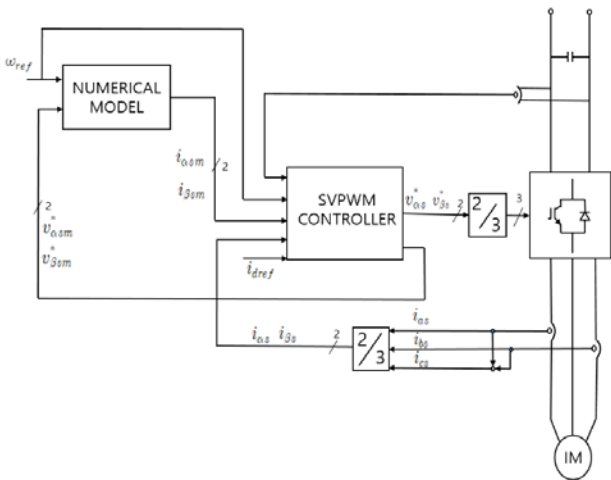 ω_ref
NUMERICAL
MODEL
i_αsm
2
i_βsm
SVPWM
CONTROLLER
v*_αs v*_βs
2
2/3
3
2
v*_αsm
v*_βsm
i_dref
i_αs i_βs
2
2/3
i_as
i_bs
i_cs
IM